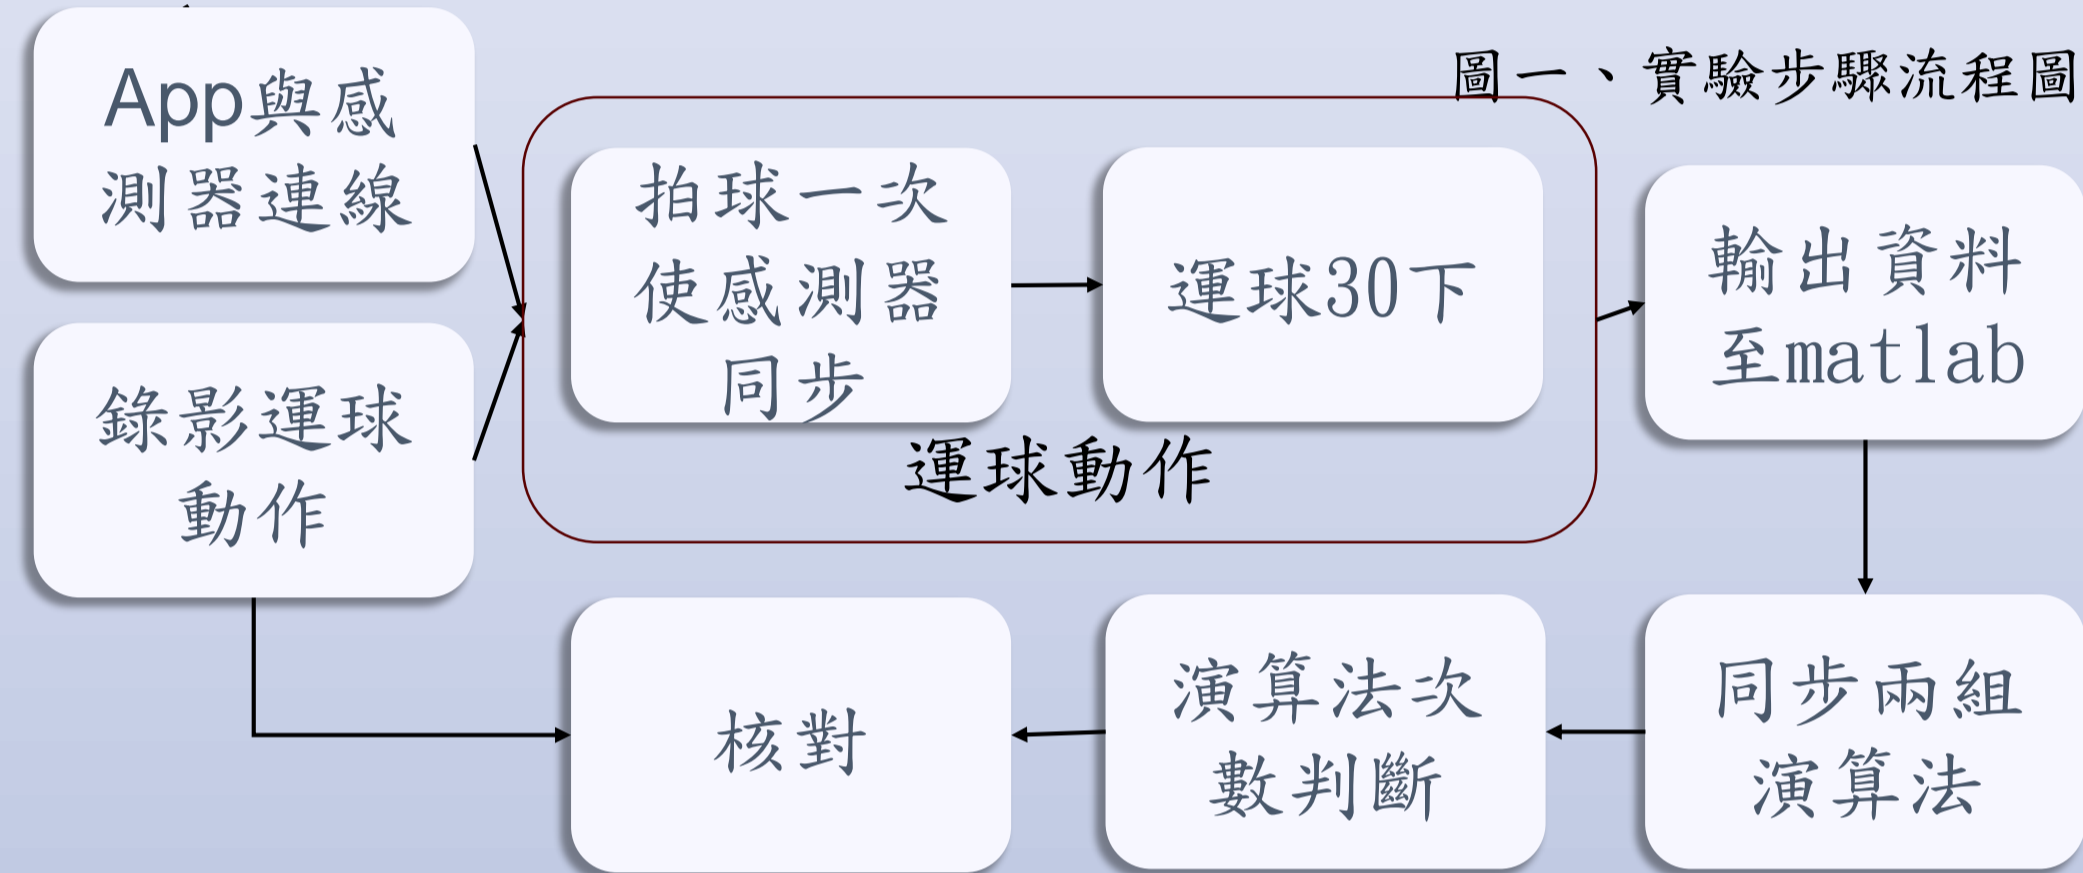 圖一、實驗步驟流程圖
App與感
測器連線
錄影運球
動作
拍球一次
使感測器
同步
運球30下
運球動作
輸出資料
至matlab
同步兩組
演算法
演算法次
數判斷
核對